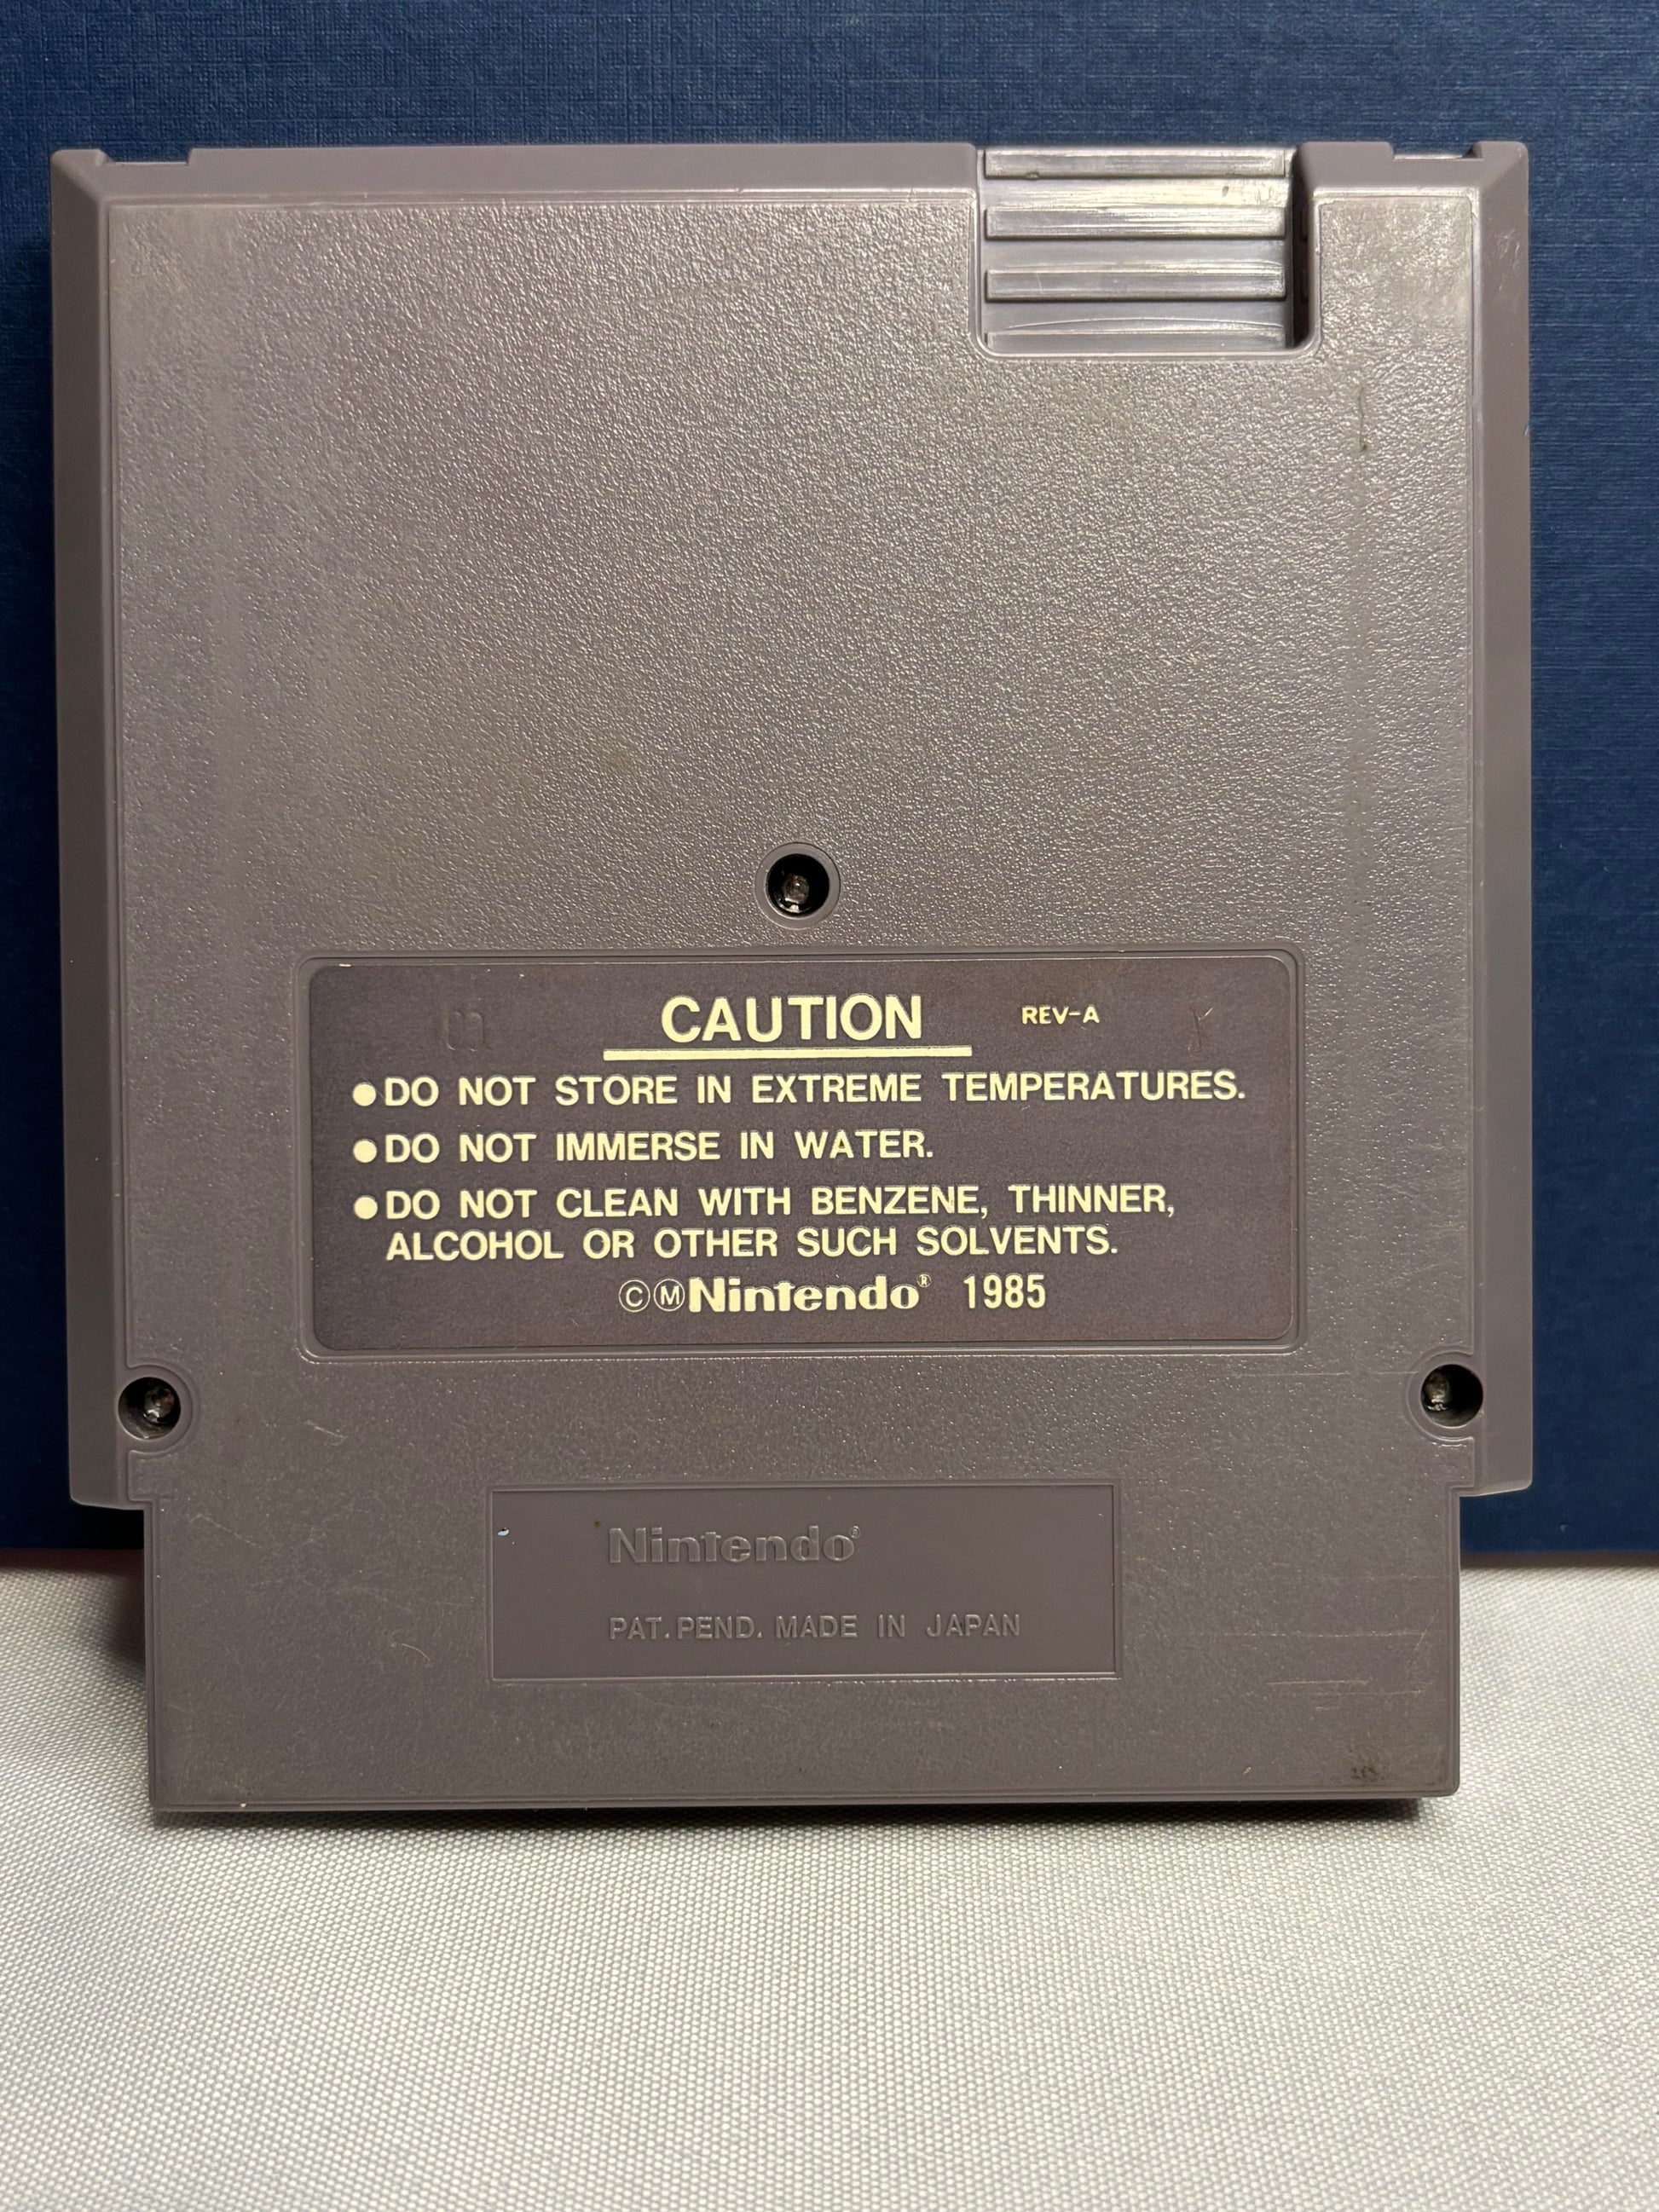 CAUTION REV-A
●DO NOT STORE IN EXTREME TEMPERATURES.
●DO NOT IMMERSE IN WATER.
●DO NOT CLEAN WITH BENZENE, THINNER,
ALCOHOL OR OTHER SUCH SOLVENTS.
©ⓂNintendo® 1985
Nintendo®
PAT. PEND. MADE IN JAPAN